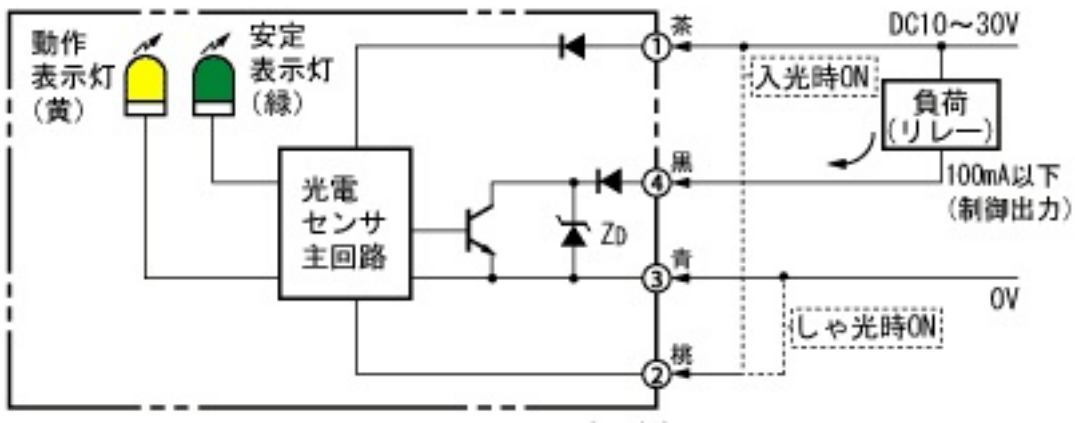 動作
表示灯
(黄)
安定
表示灯
(緑)
光電
センサ
主回路
ZD
①
茶
④
黒
③
青
②
桃
DC10～30V
入光時ON
負荷
(リレー)
100mA以下
(制御出力)
0V
しゃ光時ON